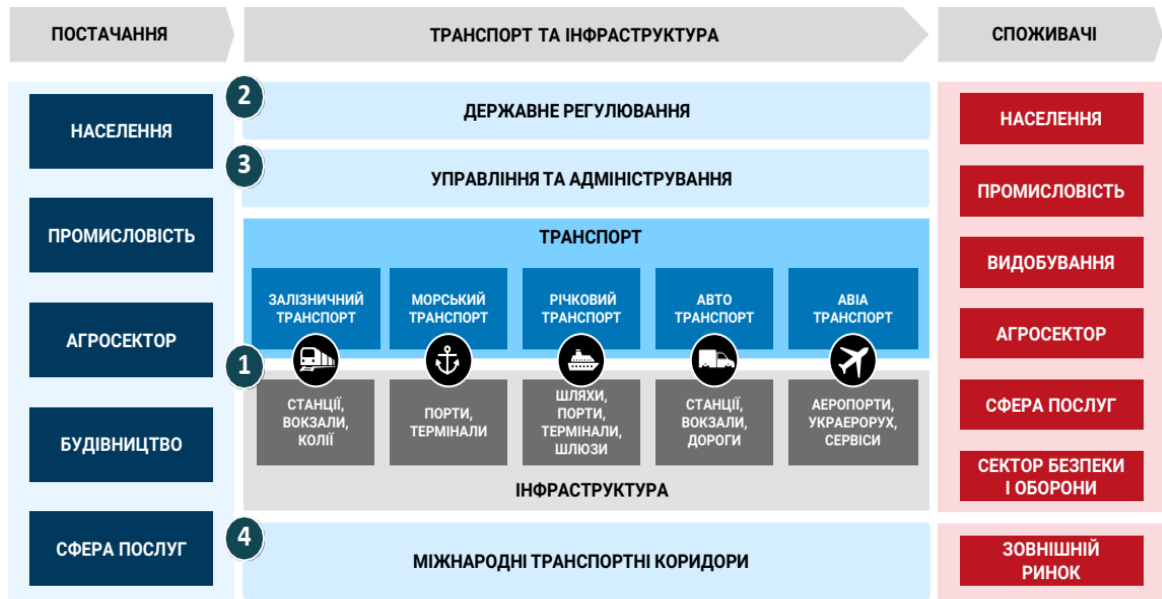 ПОСТАЧАННЯ
ТРАНСПОРТ ТА ІНФРАСТРУКТУРА
СПОЖИВАЧІ
НАСЕЛЕННЯ
ПРОМИСЛОВІСТЬ
АГРОСЕКТОР
БУДІВНИЦТВО
СФЕРА ПОСЛУГ
2
ДЕРЖАВНЕ РЕГУЛЮВАННЯ
3
УПРАВЛІННЯ ТА АДМІНІСТРУВАННЯ
ТРАНСПОРТ
ЗАЛІЗНИЧНИЙ
ТРАНСПОРТ
МОРСЬКИЙ
ТРАНСПОРТ
РІЧКОВИЙ
ТРАНСПОРТ
АВТО
ТРАНСПОРТ
АВІА
ТРАНСПОРТ
1
СТАНЦІЇ,
ВОКЗАЛИ,
КОЛІЇ
ПОРТИ,
ТЕРМІНАЛИ
ШЛЯХИ,
ПОРТИ,
ТЕРМІНАЛИ,
ШЛЮЗИ
СТАНЦІЇ,
ВОКЗАЛИ,
ДОРОГИ
АЕРОПОРТИ,
УКРАЕРОРУХ,
СЕРВІСИ
ІНФРАСТРУКТУРА
4
МІЖНАРОДНІ ТРАНСПОРТНІ КОРИДОРИ
НАСЕЛЕННЯ
ПРОМИСЛОВІСТЬ
ВИДОБУВАННЯ
АГРОСЕКТОР
СФЕРА ПОСЛУГ
СЕКТОР БЕЗПЕКИ
І ОБОРОНИ
ЗОВНІШНІЙ
РИНОК